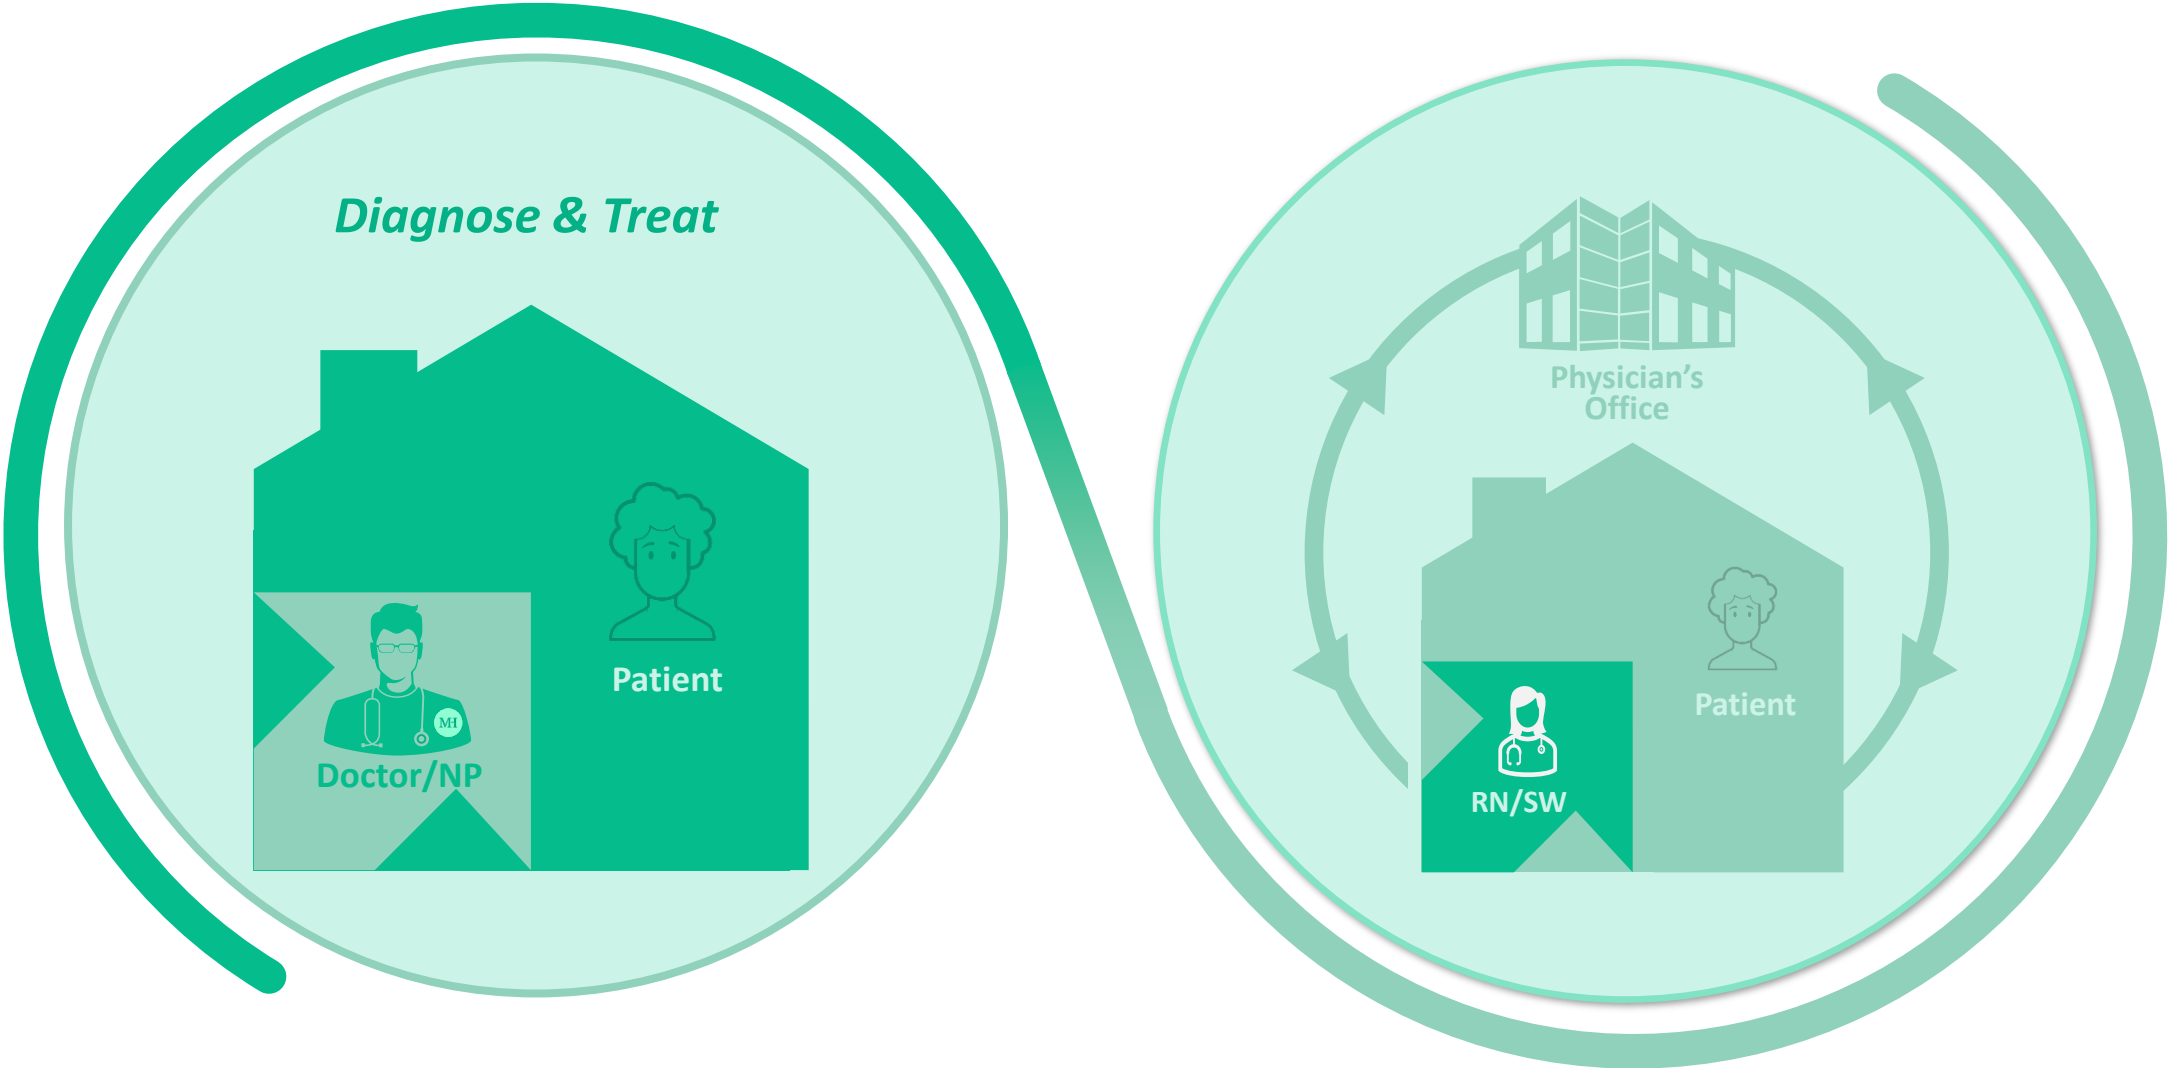 Diagnose & Treat
Patient
MH
Doctor/NP
Physician’s
Office
Patient
RN/SW